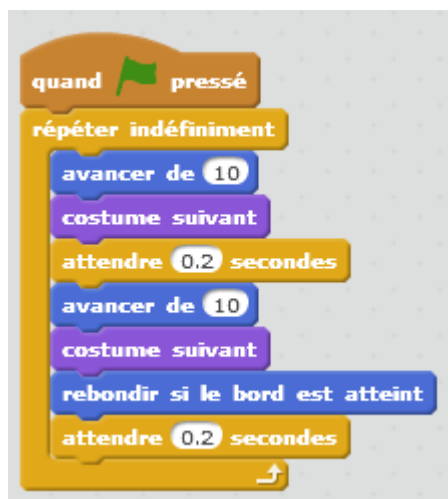 quand pressé
répéter indéfiniment
avancer de 10
costume suivant
attendre 0.2 secondes
avancer de 10
costume suivant
rebondir si le bord est atteint
attendre 0.2 secondes